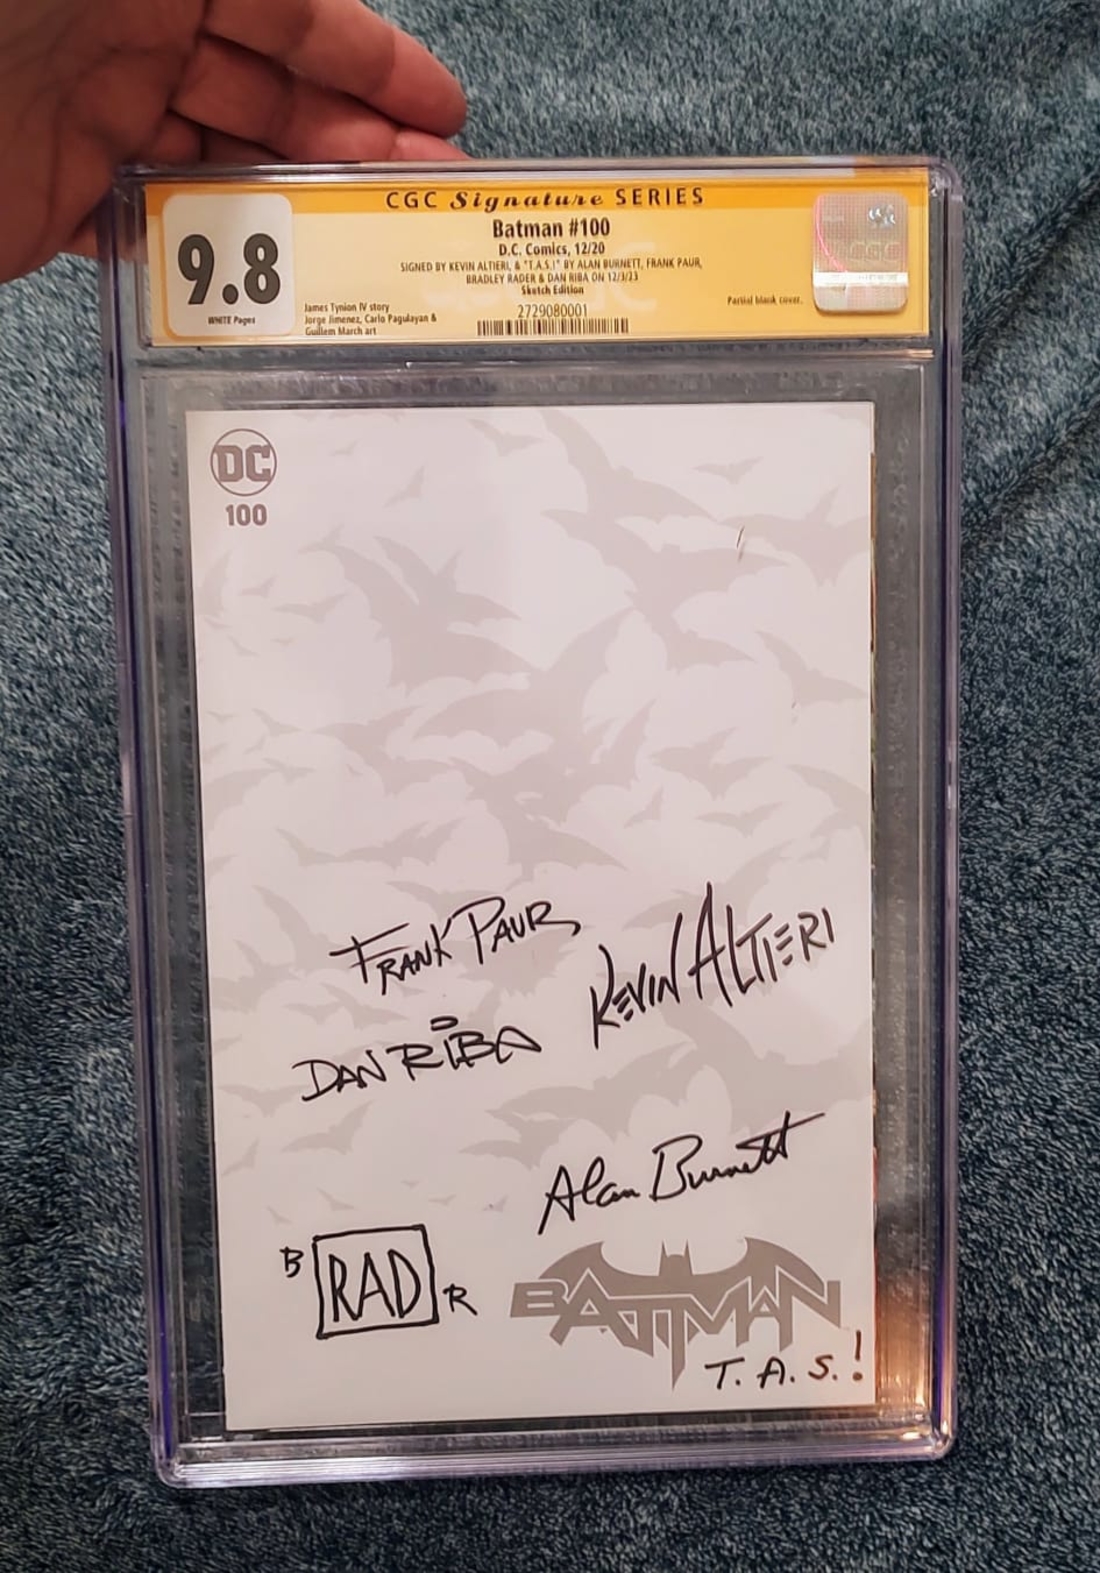 CGC Signature SERIES
9.8
WHITE Pages
Batman #100
D.C. Comics, 12/20
SIGNED BY KEVIN ALTIERI, & "T.A.S.!" BY ALAN BURNETT, FRANK PAUR,
BRADLEY RADER & DAN RIBA ON 12/3/23
Sketch Edition
James Tynion IV story
Jorge Jimenez, Carlo Pagulayan &
Guillem March art
2729080001
Partial blank cover.
CGC
DC
100
FRANK PAUR
KEVIN ALTIERI
DAN RIBA
Alan Burnett
B RAD R
BATMAN
T. A. S. !